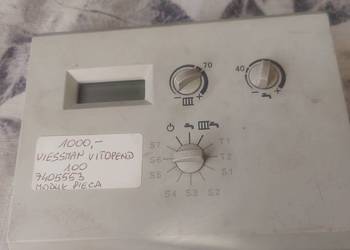 70
40
- +
- +
S7 T1
S6 T2
S5 S1
S4 S3 S2
1000,-
VIESSMAN VITOPEND
100
7405553
MODUŁ PIECA